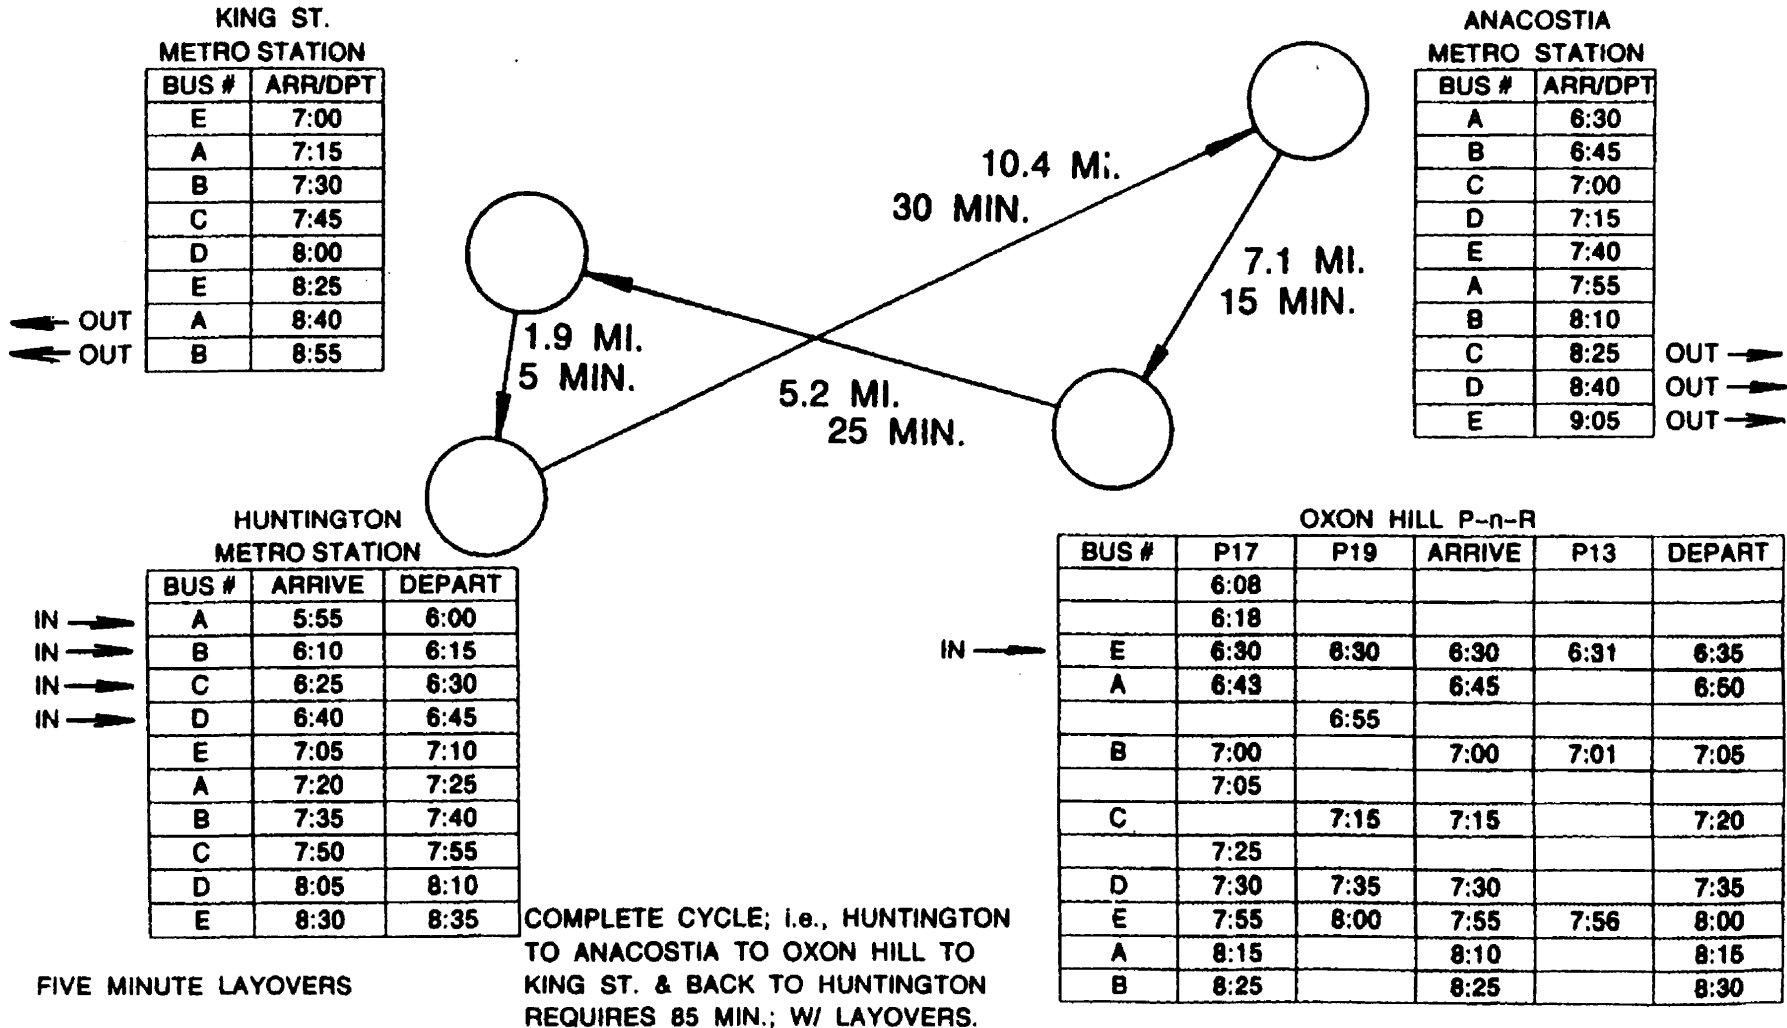 KING ST.
METRO STATION
BUS # ARR/DPT
E 7:00
A 7:15
B 7:30
C 7:45
D 8:00
E 8:25
OUT A 8:40
OUT B 8:55
ANACOSTIA
METRO STATION
BUS # ARR/DPT
A 6:30
B 6:45
C 7:00
D 7:15
E 7:40
A 7:55
B 8:10
C 8:25 OUT
D 8:40 OUT
E 9:05 OUT
10.4 Mi.
30 MIN.
7.1 MI.
15 MIN.
1.9 MI.
5 MIN.
5.2 MI.
25 MIN.
HUNTINGTON
METRO STATION
BUS # ARRIVE DEPART
IN A 5:55 6:00
IN B 6:10 6:15
IN C 6:25 6:30
IN D 6:40 6:45
E 7:05 7:10
A 7:20 7:25
B 7:35 7:40
C 7:50 7:55
D 8:05 8:10
E 8:30 8:35
OXON HILL P-n-R
BUS # P17 P19 ARRIVE P13 DEPART
6:08
6:18
IN E 6:30 6:30 6:30 6:31 6:35
A 6:43 6:45 6:50
6:55
B 7:00 7:00 7:01 7:05
7:05
C 7:15 7:15 7:20
7:25
D 7:30 7:35 7:30 7:35
E 7:55 8:00 7:55 7:56 8:00
A 8:15 8:10 8:15
B 8:25 8:25 8:30
FIVE MINUTE LAYOVERS
COMPLETE CYCLE; i.e., HUNTINGTON
TO ANACOSTIA TO OXON HILL TO
KING ST. & BACK TO HUNTINGTON
REQUIRES 85 MIN.; W/ LAYOVERS.